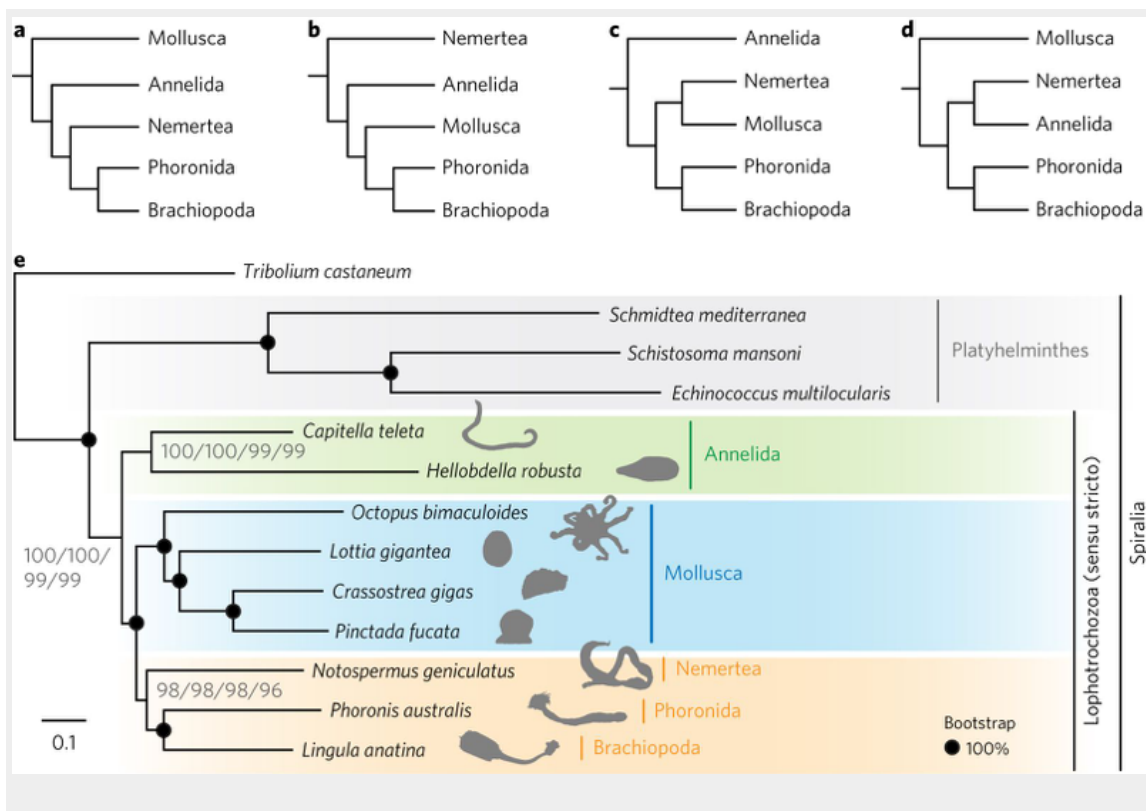 a
Mollusca
Annelida
Nemertea
Phoronida
Brachiopoda
b
Nemertea
Annelida
Mollusca
Phoronida
Brachiopoda
c
Annelida
Nemertea
Mollusca
Phoronida
Brachiopoda
d
Mollusca
Nemertea
Annelida
Phoronida
Brachiopoda
e
Tribolium castaneum
Schmidtea mediterranea
Schistosoma mansoni
Echinococcus multilocularis
Platyhelminthes
Capitella teleta
100/100/99/99
Hellobdella robusta
Annelida
Octopus bimaculoides
Lottia gigantea
Crassostrea gigas
Pinctada fucata
Mollusca
100/100/
99/99
Notospermus geniculatus
Nemertea
98/98/98/96
Phoronis australis
Phoronida
Lingula anatina
Brachiopoda
0.1
Bootstrap
100%
Lophotrochozoa (sensu stricto)
Spiralia